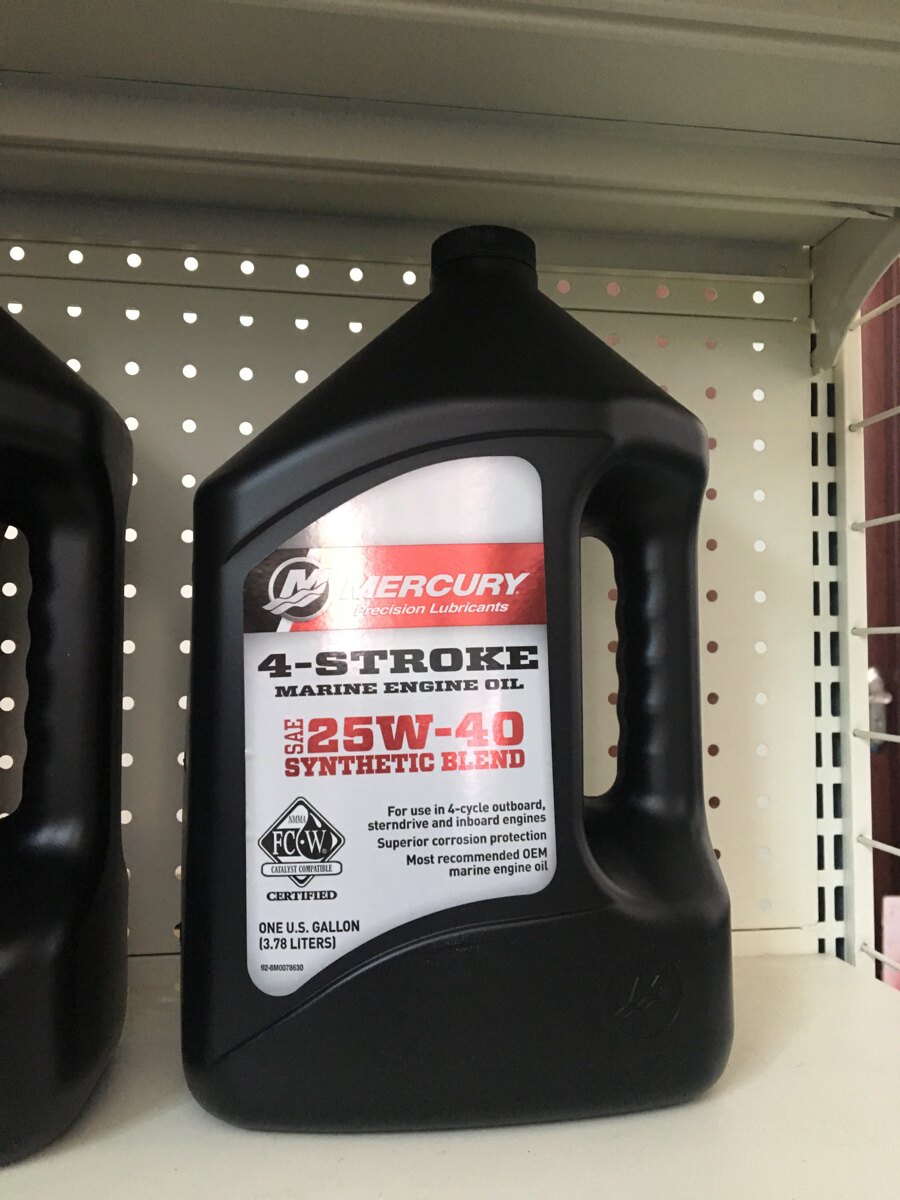 MERCURY
Precision Lubricants
4-STROKE
MARINE ENGINE OIL
SAE 25W-40
SYNTHETIC BLEND
NMMA
FC-W®
CATALYST COMPATIBLE
CERTIFIED
For use in 4-cycle outboard,
sterndrive and inboard engines
Superior corrosion protection
Most recommended OEM
marine engine oil
ONE U.S. GALLON
(3.78 LITERS)
92-8M0078630